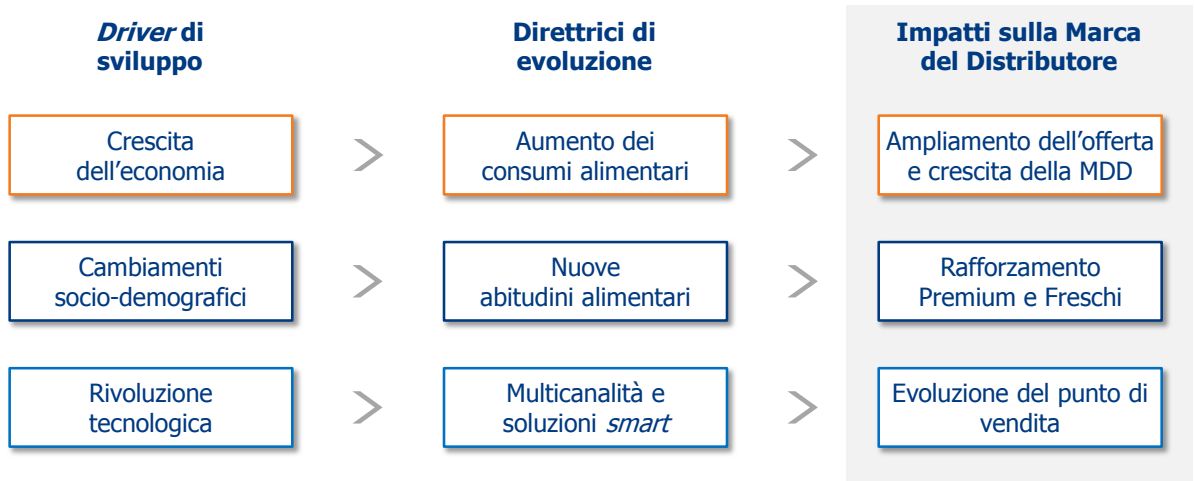 Driver di
sviluppo
Direttrici di
evoluzione
Impatti sulla Marca
del Distributore
Crescita
dell'economia
Aumento dei
consumi alimentari
Ampliamento dell'offerta
e crescita della MDD
Cambiamenti
socio-demografici
Nuove
abitudini alimentari
Rafforzamento
Premium e Freschi
Rivoluzione
tecnologica
Multicanalità e
soluzioni smart
Evoluzione del punto di
vendita